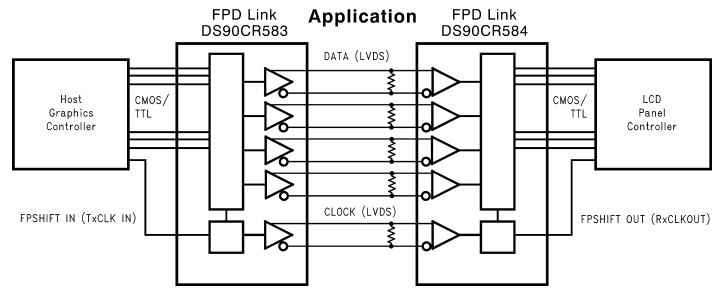 Application
FPD Link
DS90CR583
FPD Link
DS90CR584
DATA (LVDS)
Host
Graphics
Controller
CMOS/
TTL
CMOS/
TTL
LCD
Panel
Controller
CLOCK (LVDS)
FPSHIFT IN (TxCLK IN)
FPSHIFT OUT (RxCLKOUT)